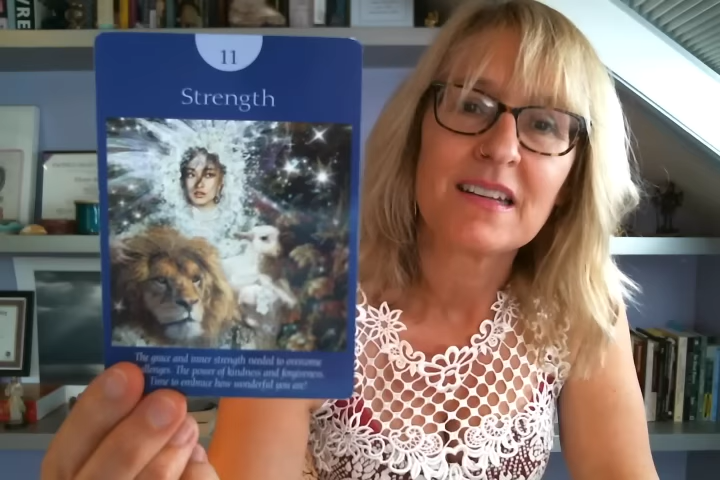 11
Strength
The grace and inner strength needed to overcome
challenges. The power of kindness and forgiveness.
Time to embrace how wonderful you are!